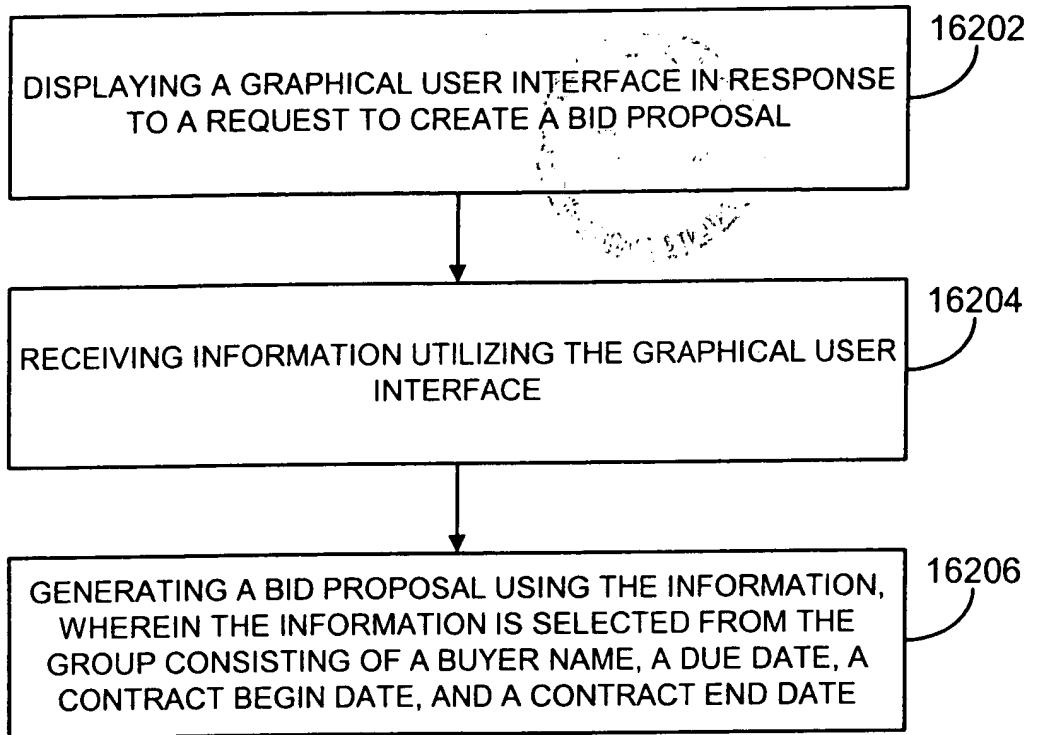 16202
DISPLAYING A GRAPHICAL USER INTERFACE IN RESPONSE
TO A REQUEST TO CREATE A BID PROPOSAL
16204
RECEIVING INFORMATION UTILIZING THE GRAPHICAL USER
INTERFACE
16206
GENERATING A BID PROPOSAL USING THE INFORMATION,
WHEREIN THE INFORMATION IS SELECTED FROM THE
GROUP CONSISTING OF A BUYER NAME, A DUE DATE, A
CONTRACT BEGIN DATE, AND A CONTRACT END DATE